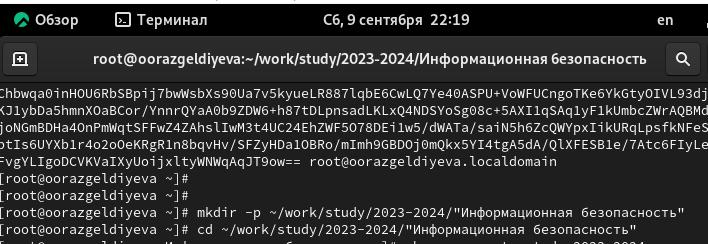 Обзор Терминал Сб, 9 сентября 22:19 en
root@oorazgeldiyeva:~/work/study/2023-2024/Информационная безопасность
Chbwqa0inHOU6RbSBpij7bwWsbXs90Ua7v5kyueLR887lqbE6CwLQ7Ye40ASPU+VoWFUCngoTKe6YkGtyOIVL93dj
KJ1ybDa5hmnXOaBCor/YnnrQYaA0b9ZDW6+h87tDLpnsadLKLxQ4NDSYoSg08c+5AXI1qSAq1yF1kUmbcZWrAQBMd
joNGmBDHa4OnPmWqtSFFwZ4ZAhslIwM3t4UC24EhZWF5O78DEi1w5/dWATa/saiN5h6ZcQWYpxIikURqLpsfkNFeS
ptIs6UYXb1r4o2oOeKRgR1n8bqvHv/SFZyHDa1OBRo/mImh9GBDOj0mQkx5YI4tgA5dA/QlXFESB1e/7Atc6FIyLe
FvgYLIgoDCVKVaIXyUoijxltyWNWqAqJT9ow== root@oorazgeldiyeva.localdomain
[root@oorazgeldiyeva ~]#
[root@oorazgeldiyeva ~]#
[root@oorazgeldiyeva ~]# mkdir -p ~/work/study/2023-2024/"Информационная безопасность"
[root@oorazgeldiyeva ~]# cd ~/work/study/2023-2024/"Информационная безопасность"